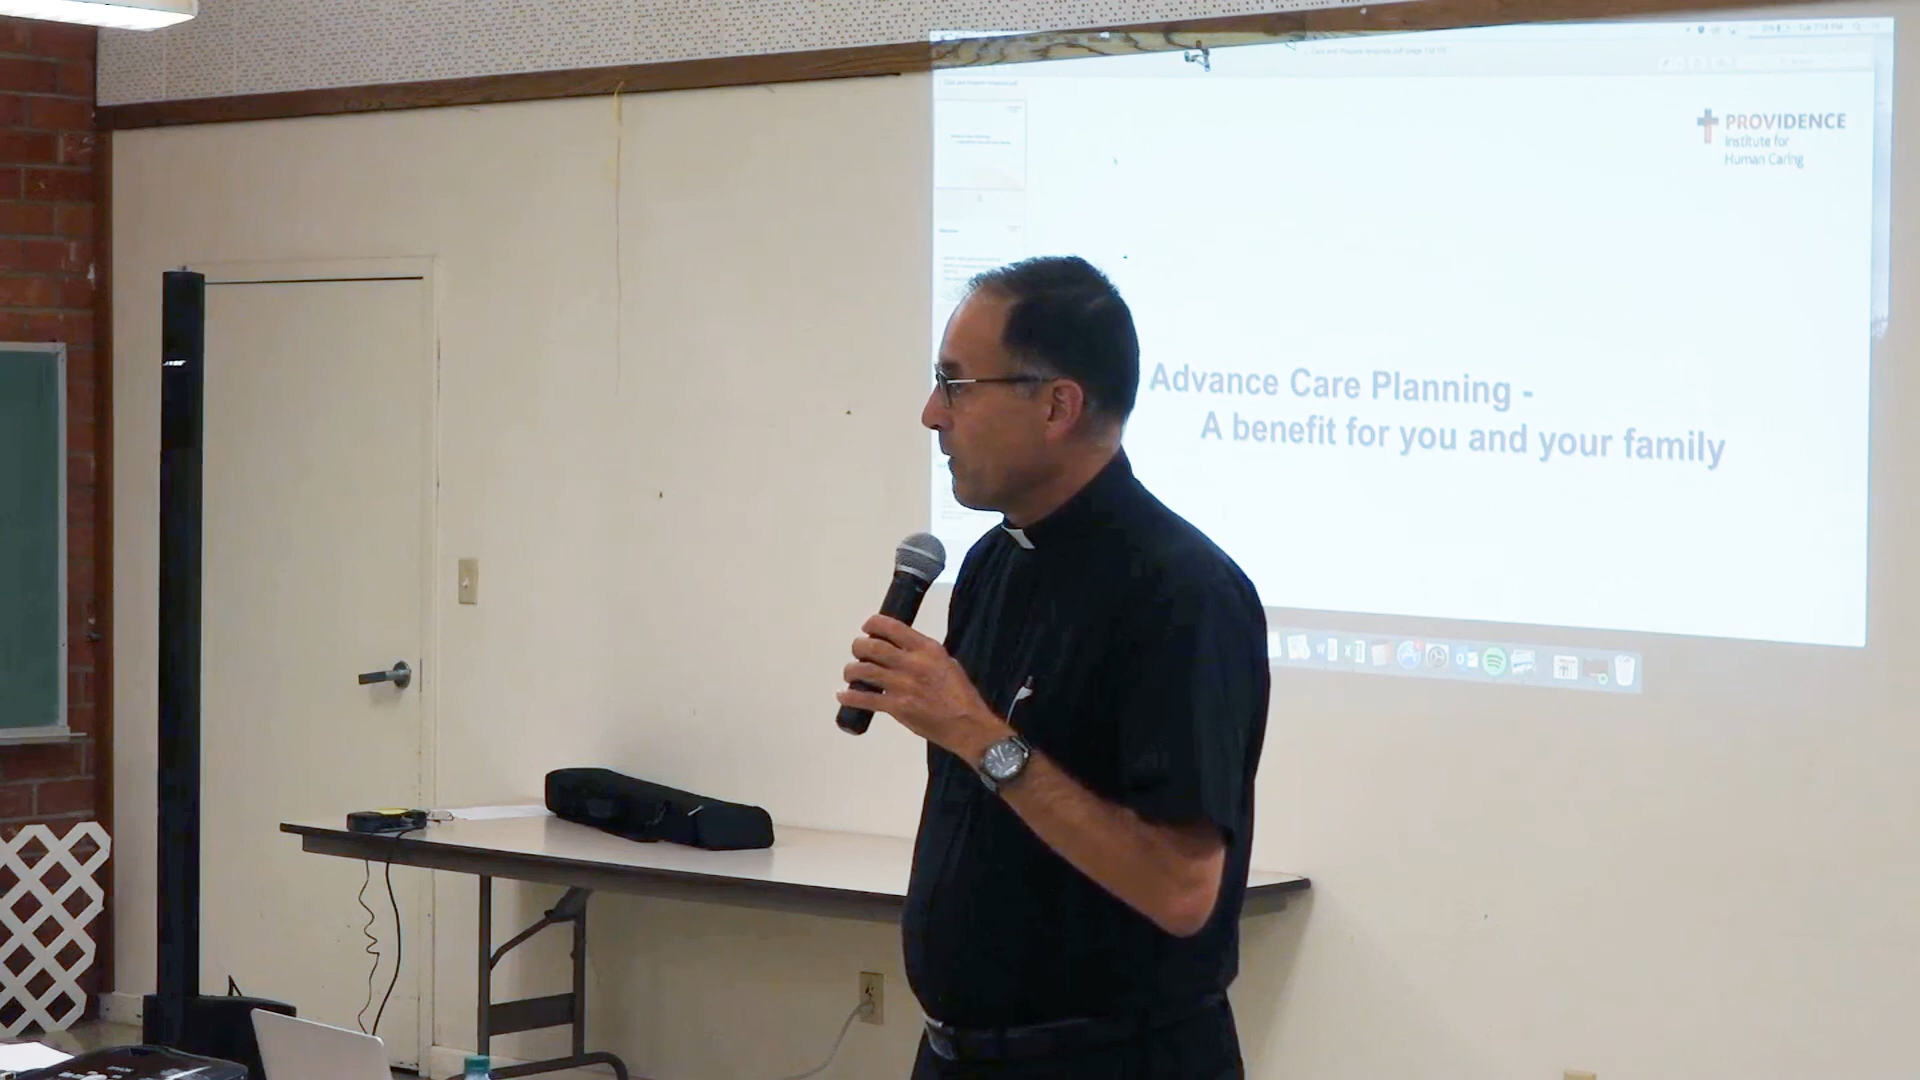 PROVIDENCE
Institute for
Human Caring
Advance Care Planning -
A benefit for you and your family